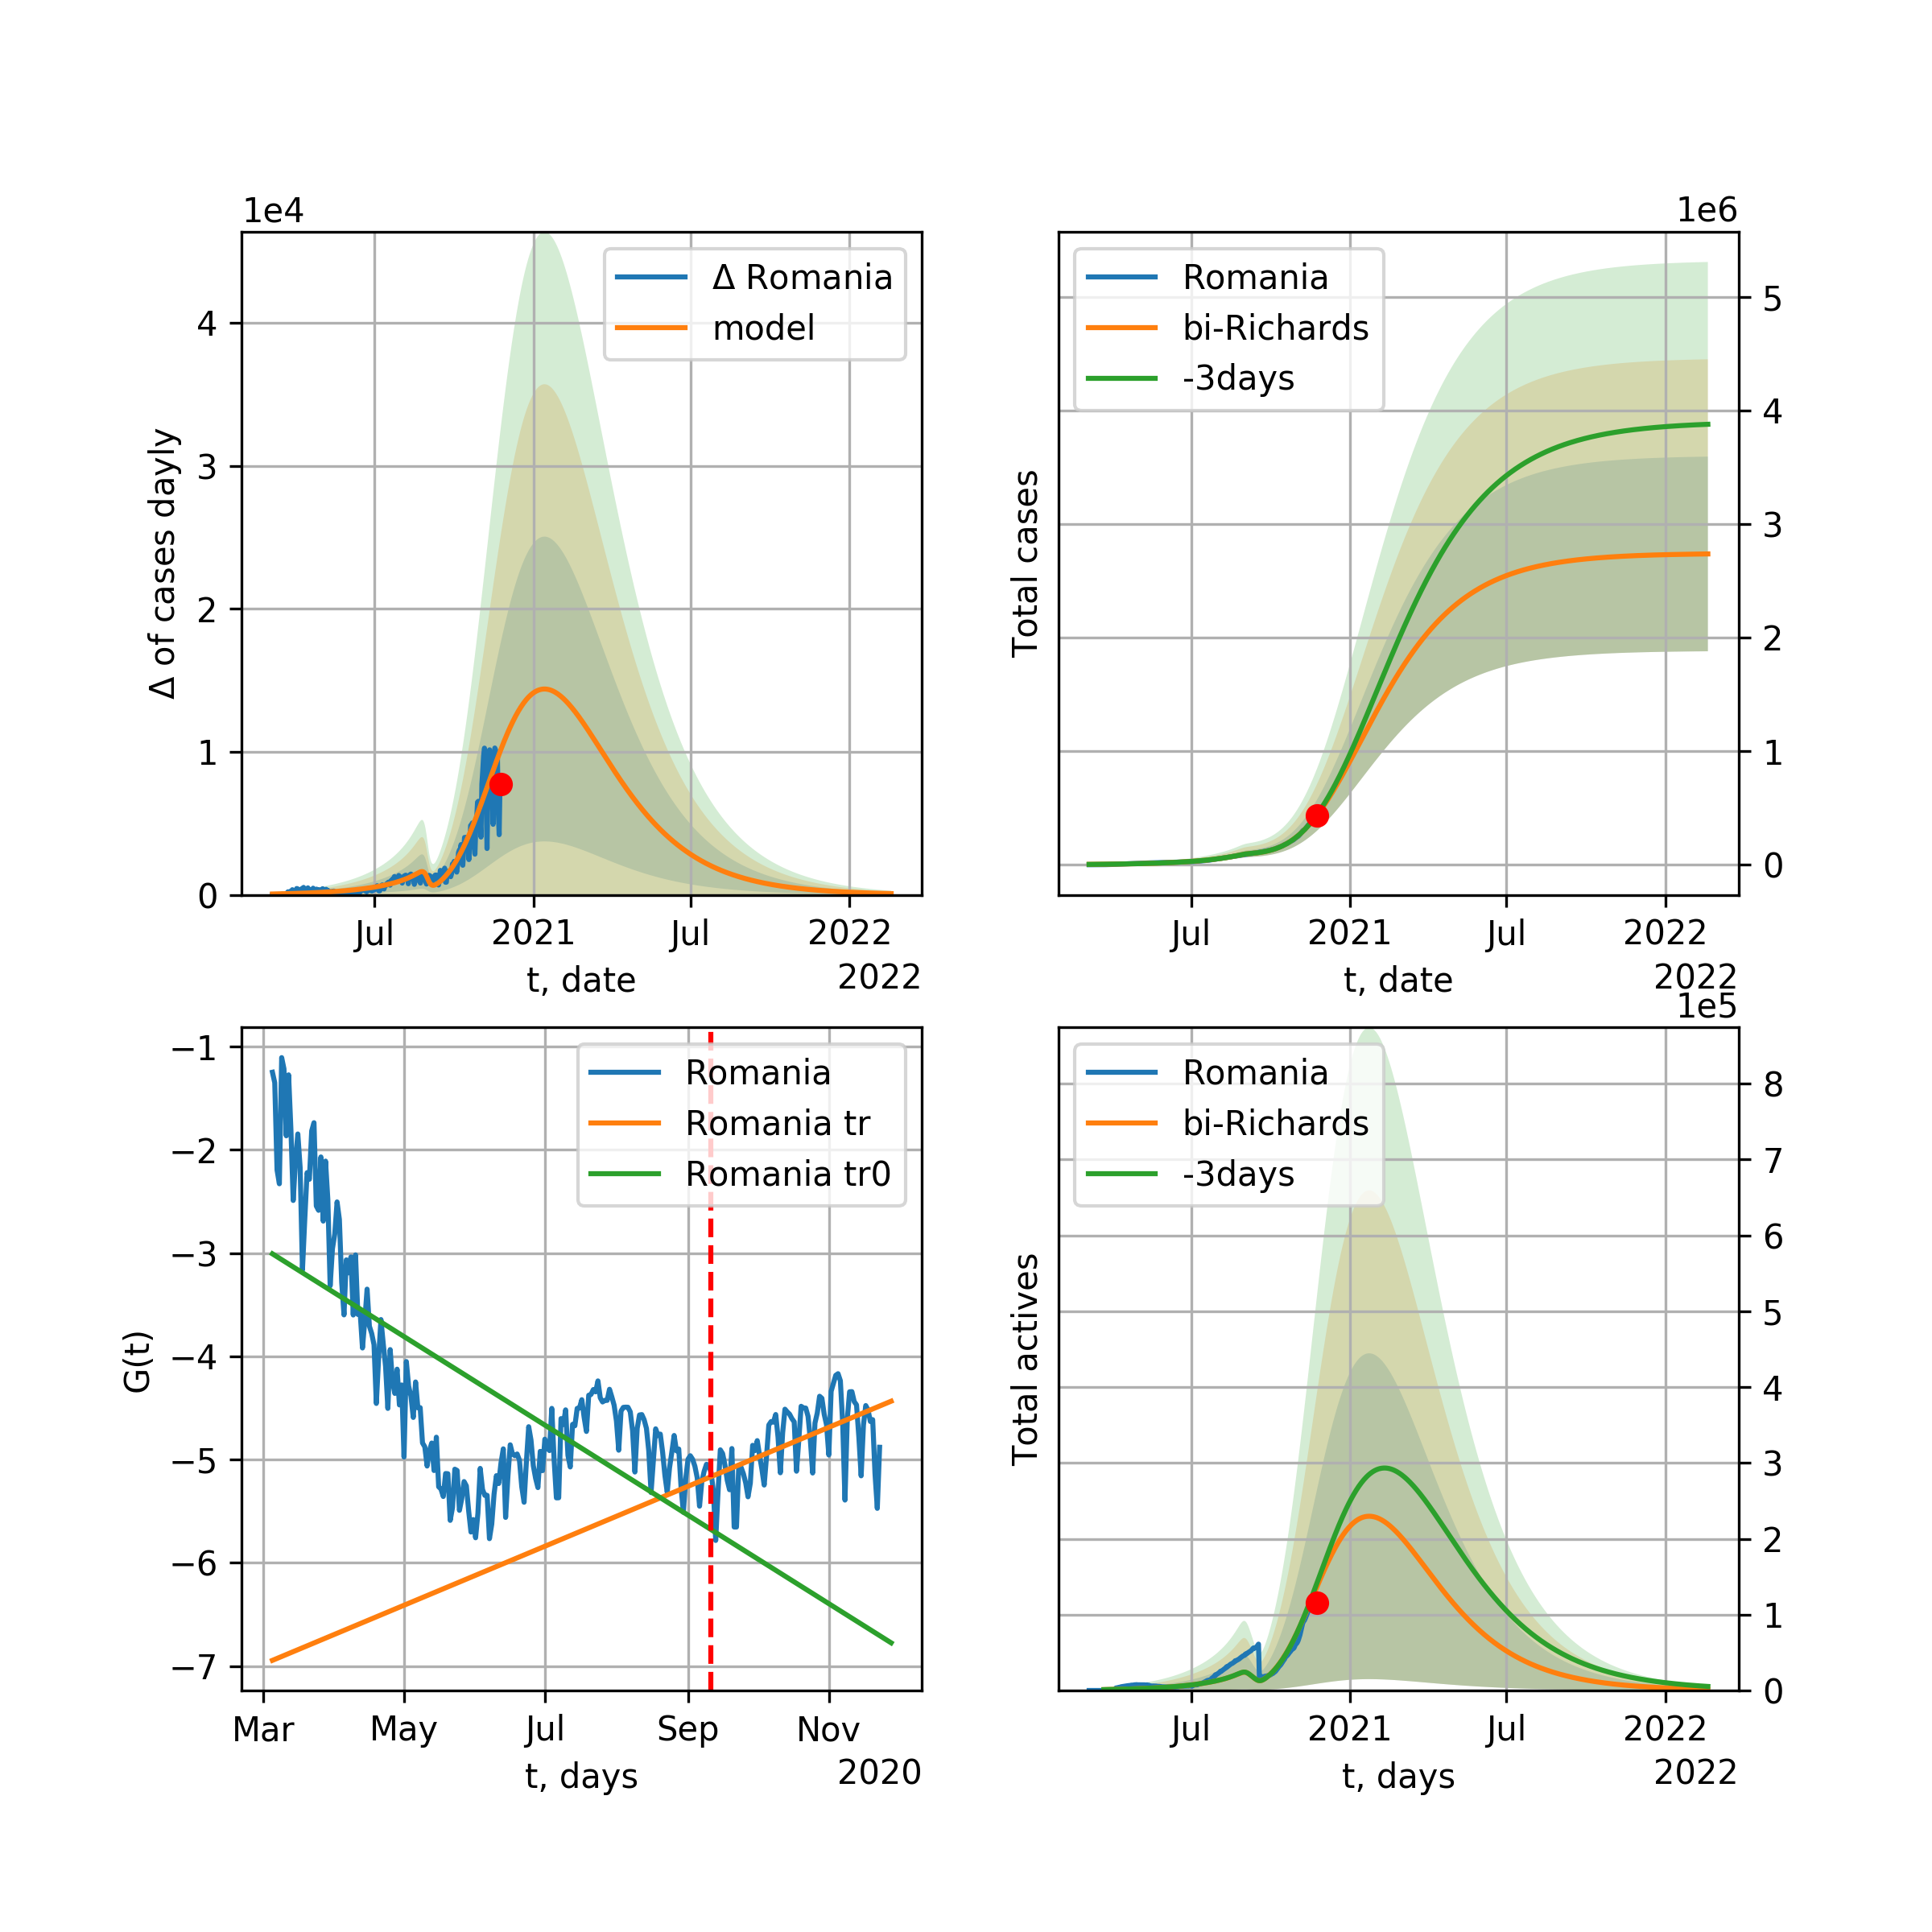 1e4
Δ of cases dayly
4
3
2
1
0
Δ Romania
model
Jul
2021
Jul
2022
t, date
2022
1e6
Total cases
Romania
bi-Richards
-3days
5
4
3
2
1
0
Jul
2021
Jul
2022
t, date
2022
G(t)
−1
−2
−3
−4
−5
−6
−7
Romania
Romania tr
Romania tr0
Mar
May
Jul
Sep
Nov
t, days
2020
1e5
Total actives
Romania
bi-Richards
-3days
8
7
6
5
4
3
2
1
0
Jul
2021
Jul
2022
t, days
2022